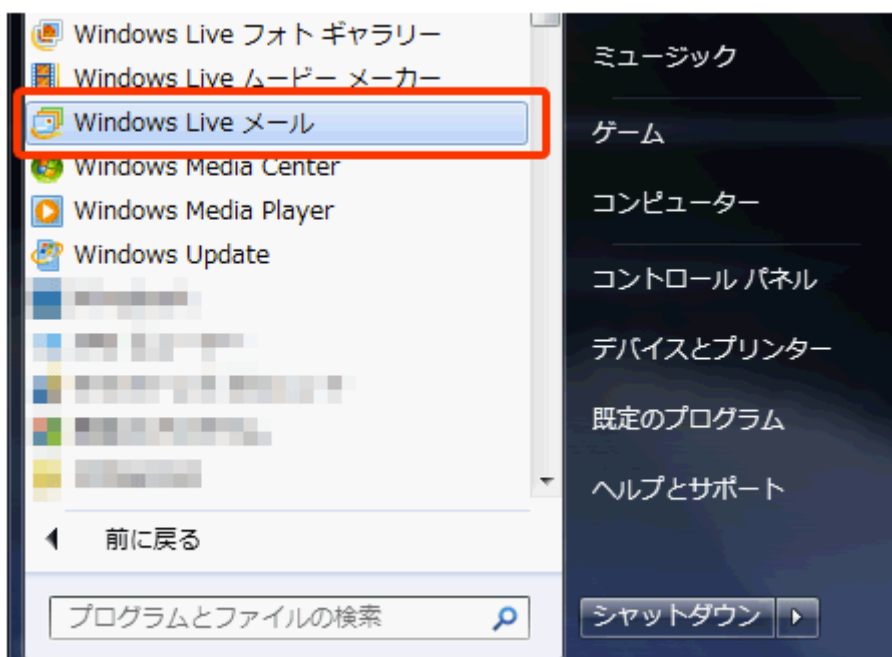 Windows Live フォト ギャラリー
Windows Live ムービー メーカー
Windows Live メール
Windows Media Center
Windows Media Player
Windows Update
前に戻る
プログラムとファイルの検索
ミュージック
ゲーム
コンピューター
コントロール パネル
デバイスとプリンター
既定のプログラム
ヘルプとサポート
シャットダウン